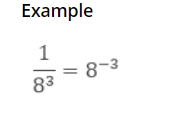 Example
1/8³ = 8⁻³